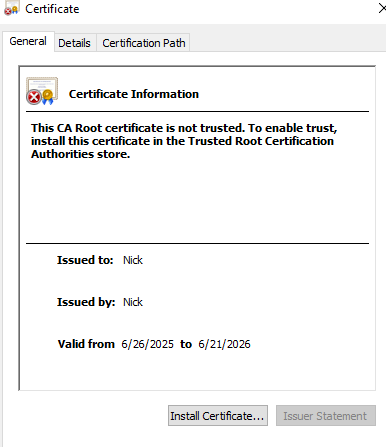 Certificate
General
Details
Certification Path
Certificate Information
This CA Root certificate is not trusted. To enable trust,
install this certificate in the Trusted Root Certification
Authorities store.
Issued to: Nick
Issued by: Nick
Valid from 6/26/2025 to 6/21/2026
Install Certificate...
Issuer Statement